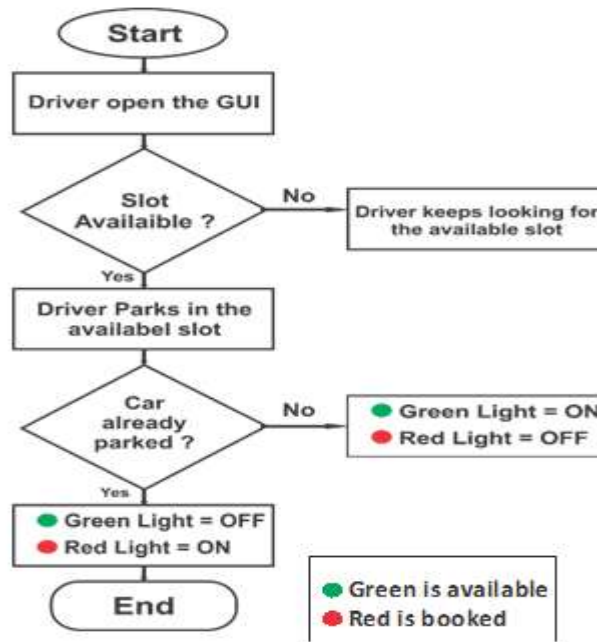 Start
Driver open the GUI
Slot
Availaible ?
No
Driver keeps looking for
the available slot
Yes
Driver Parks in the
availabel slot
Car
already
parked ?
No
Green Light = ON
Red Light = OFF
Yes
Green Light = OFF
Red Light = ON
End
Green is available
Red is booked